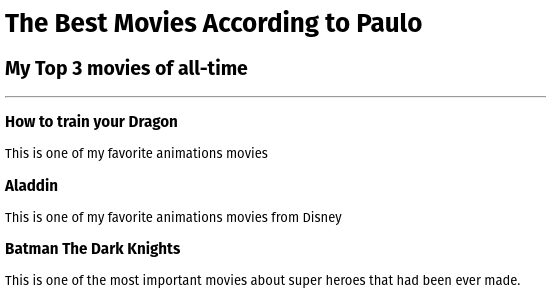 The Best Movies According to Paulo
My Top 3 movies of all-time
How to train your Dragon
This is one of my favorite animations movies
Aladdin
This is one of my favorite animations movies from Disney
Batman The Dark Knights
This is one of the most important movies about super heroes that had been ever made.